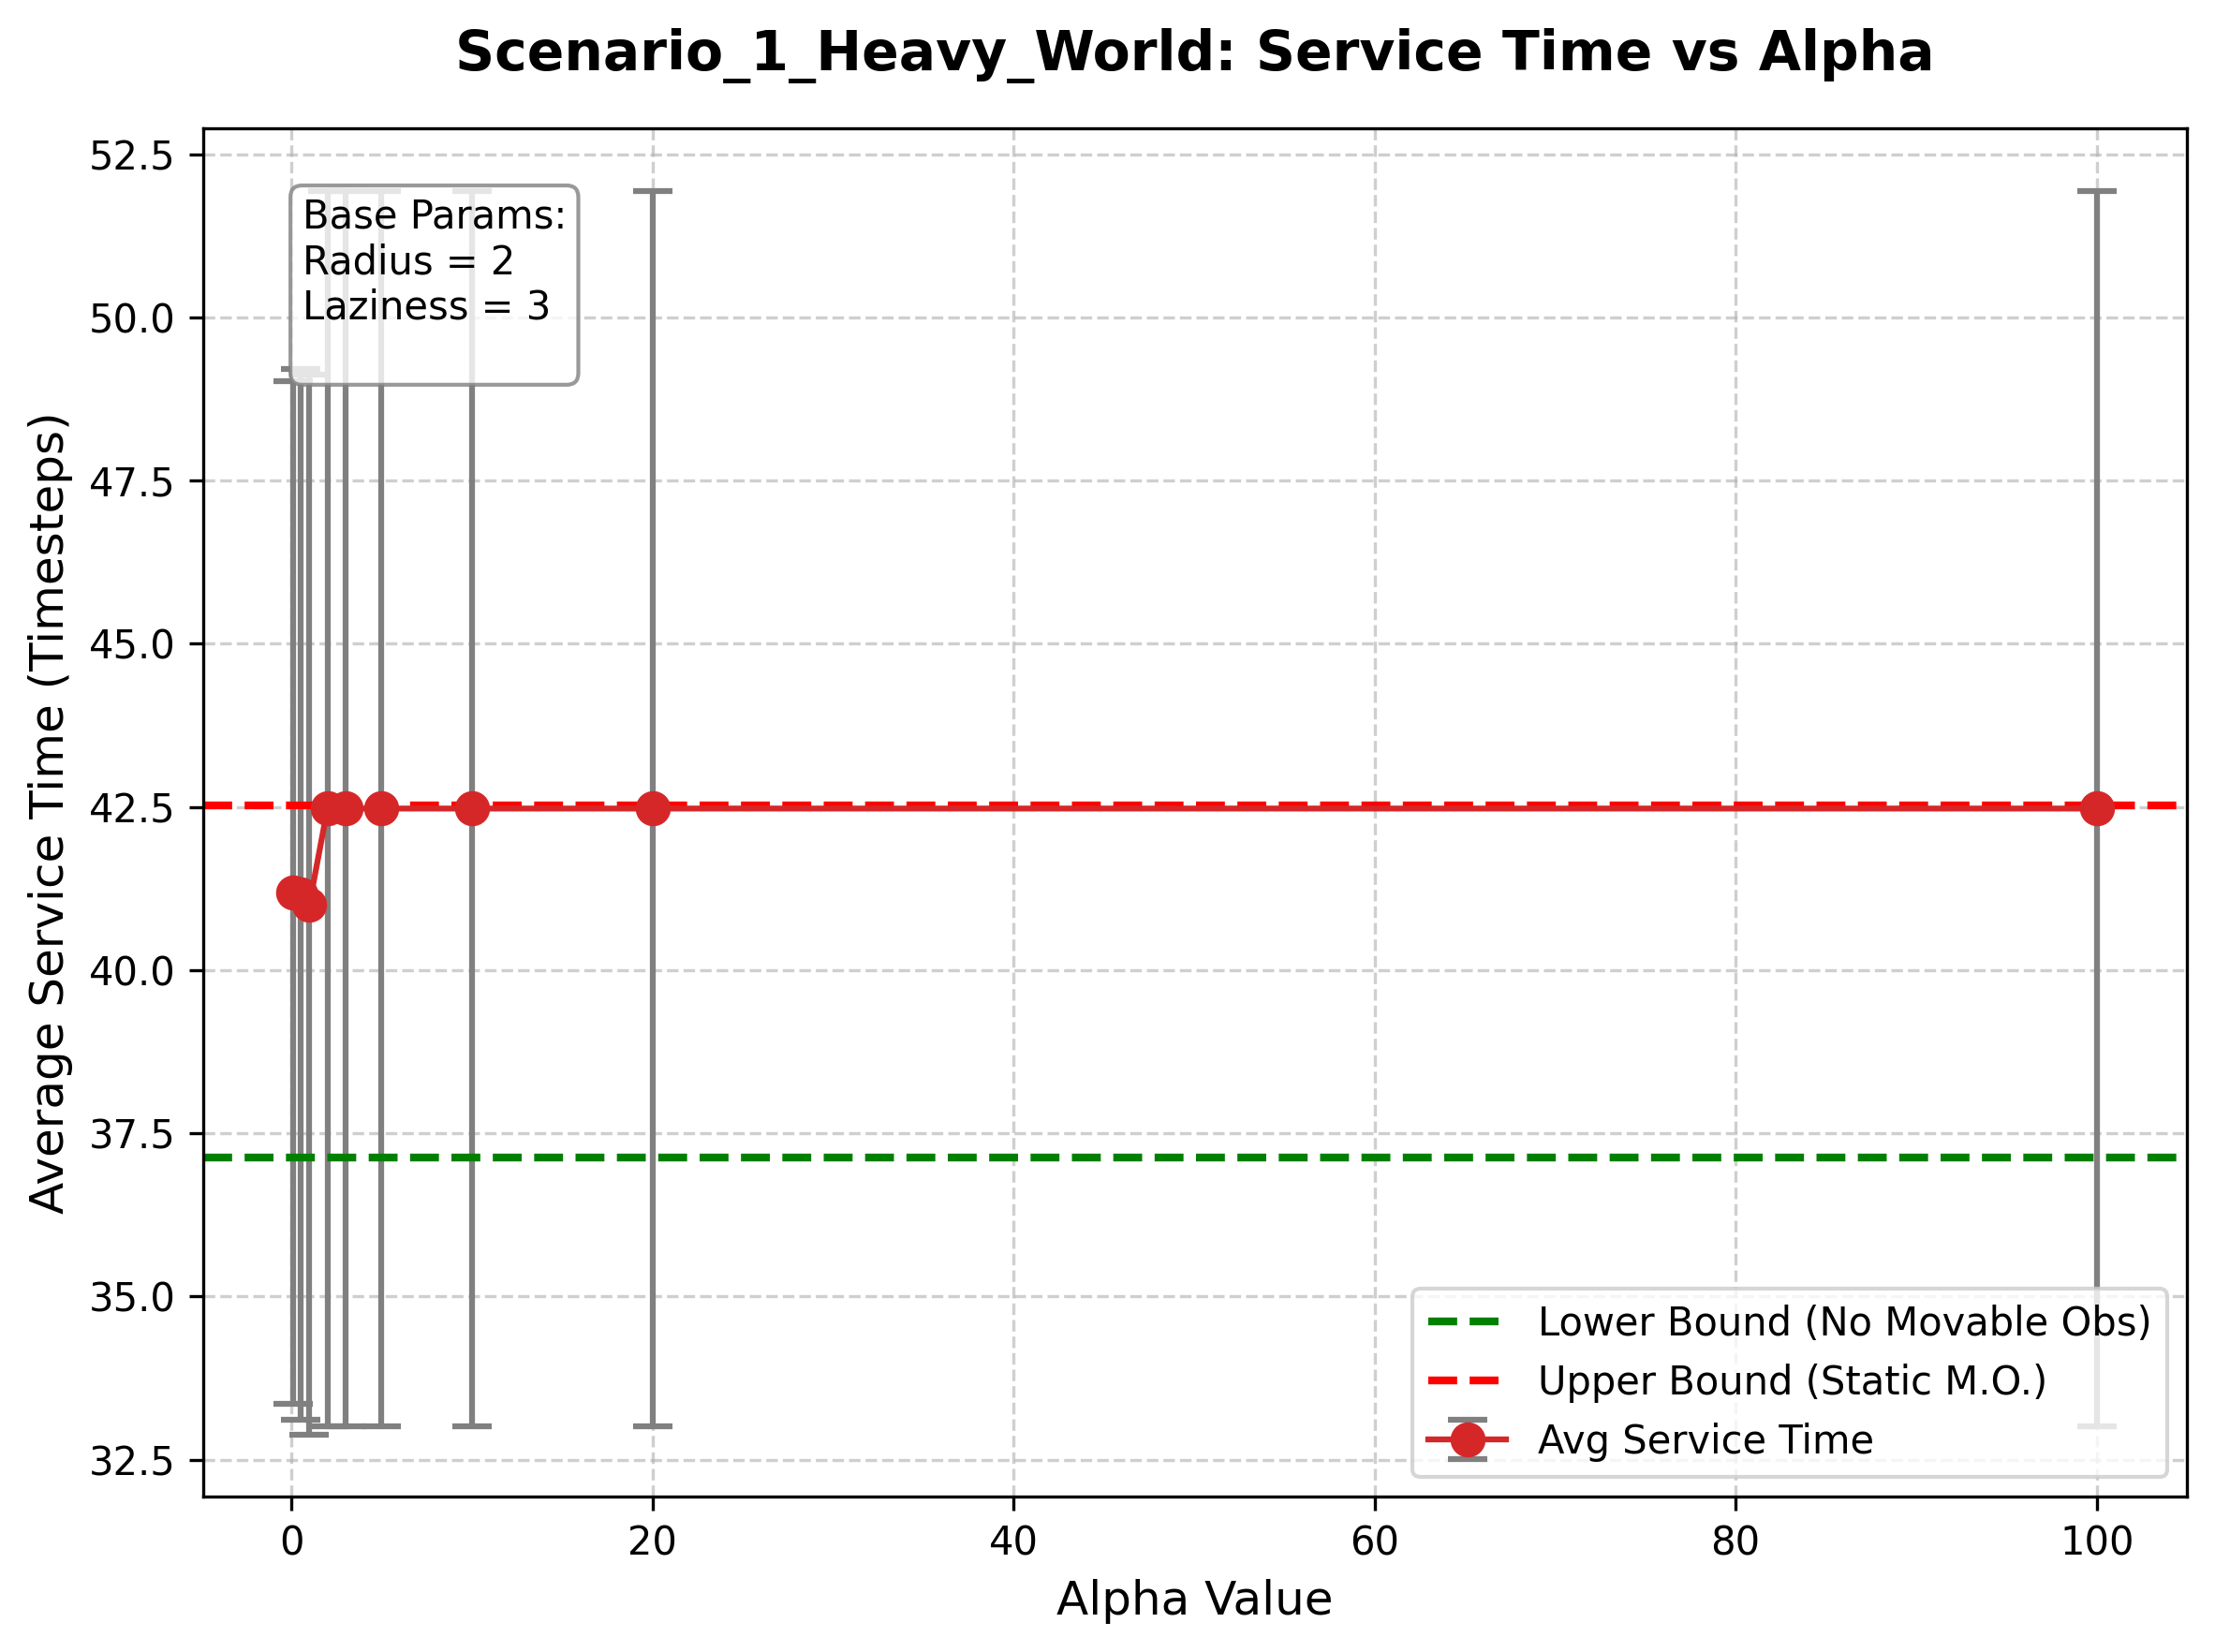 Scenario_1_Heavy_World: Service Time vs Alpha
Average Service Time (Timesteps)
52.5
50.0
47.5
45.0
42.5
40.0
37.5
35.0
32.5
Base Params:
Radius = 2
Laziness = 3
Lower Bound (No Movable Obs)
Upper Bound (Static M.O.)
Avg Service Time
0 20 40 60 80 100
Alpha Value